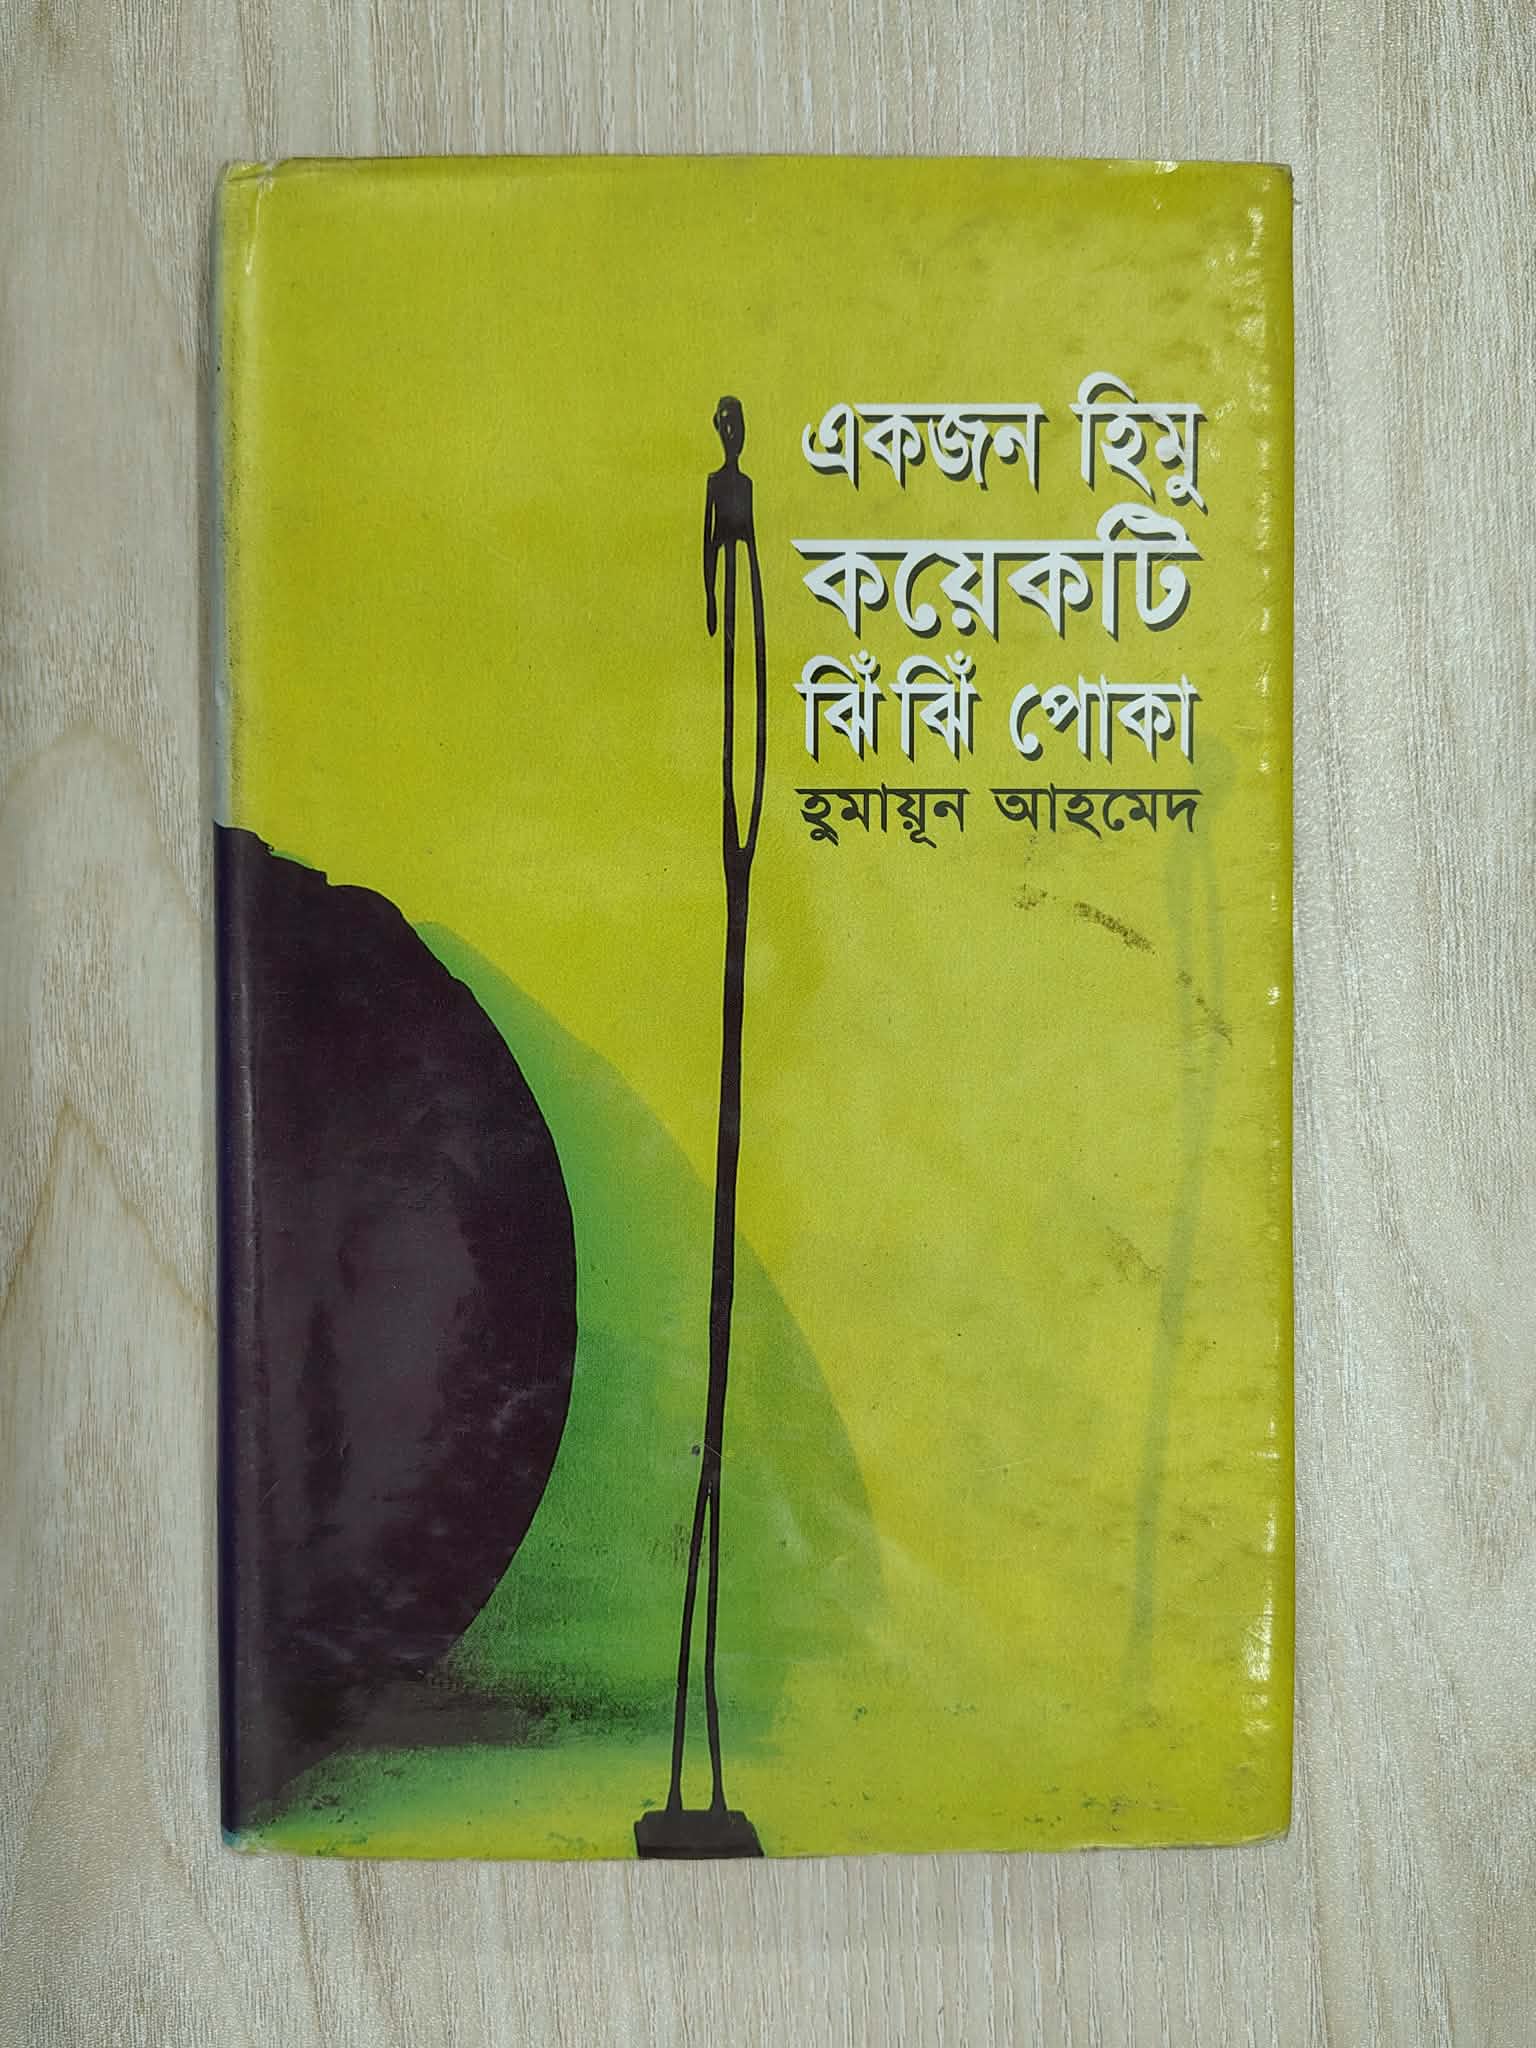 একজন হিমু
কয়েকটি
ঝিঁঝিঁ পোকা
হুমায়ূন আহমেদ